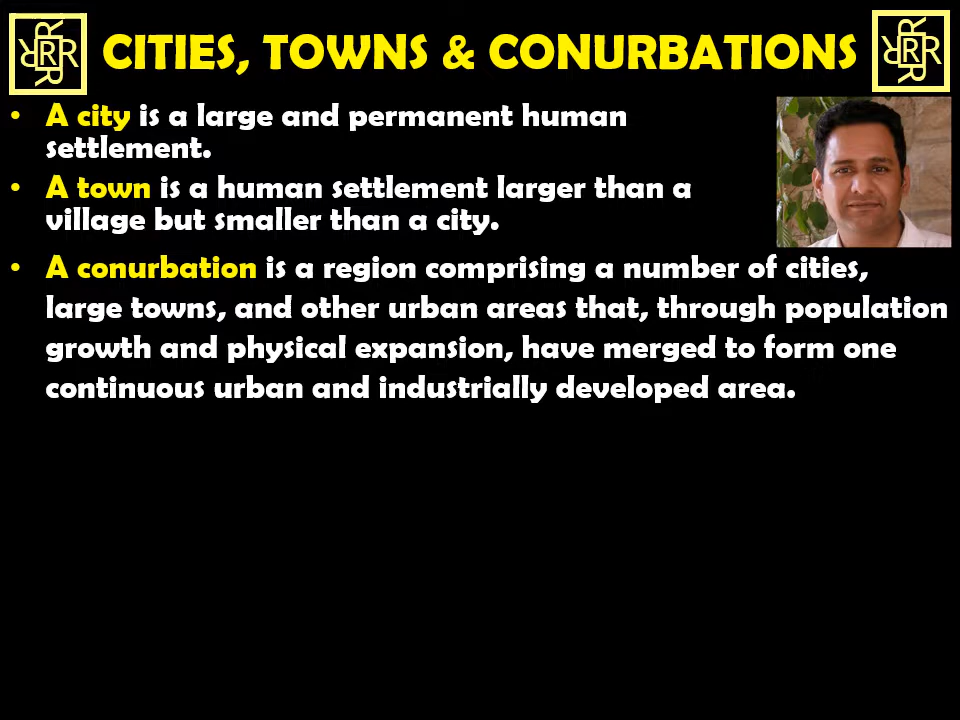 CITIES, TOWNS & CONURBATIONS
• A city is a large and permanent human
settlement.
• A town is a human settlement larger than a
village but smaller than a city.
• A conurbation is a region comprising a number of cities,
large towns, and other urban areas that, through population
growth and physical expansion, have merged to form one
continuous urban and industrially developed area.